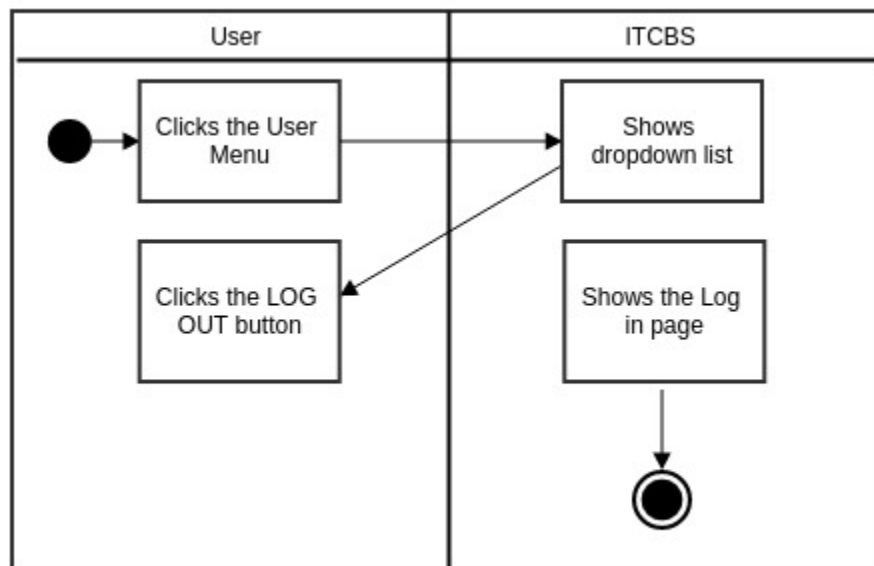 User
ITCBS
Clicks the User
Menu
Shows
dropdown list
Clicks the LOG
OUT button
Shows the Log
in page